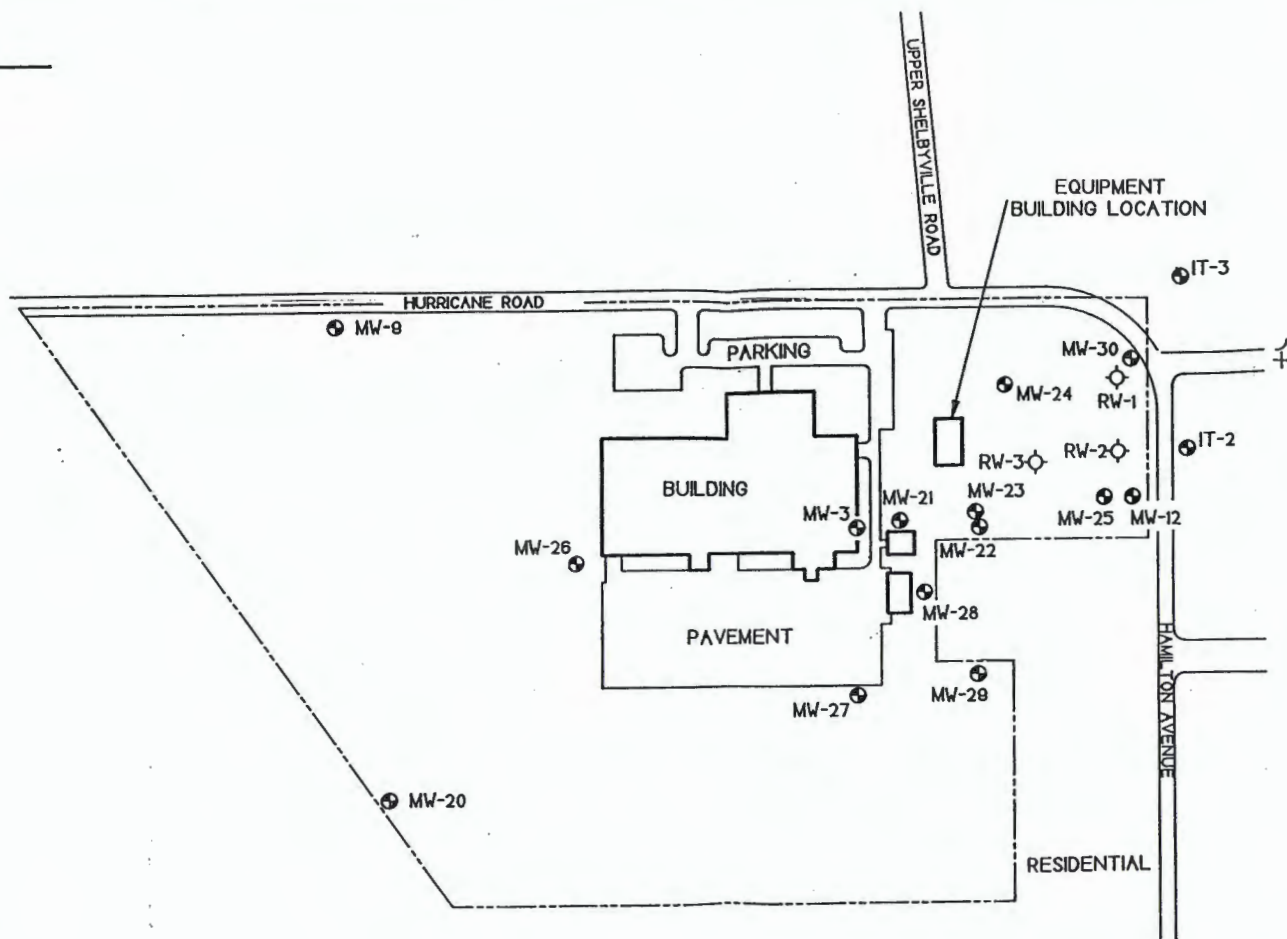 UPPER SHELBYVILLE ROAD
EQUIPMENT
BUILDING LOCATION
IT-3
HURRICANE ROAD
MW-9
PARKING
MW-30
MW-24
RW-1
IT-2
RW-2
RW-3
BUILDING
MW-23
MW-21
MW-3
MW-25
MW-12
MW-22
MW-26
MW-28
PAVEMENT
HAMILTON AVENUE
MW-29
MW-27
MW-20
RESIDENTIAL